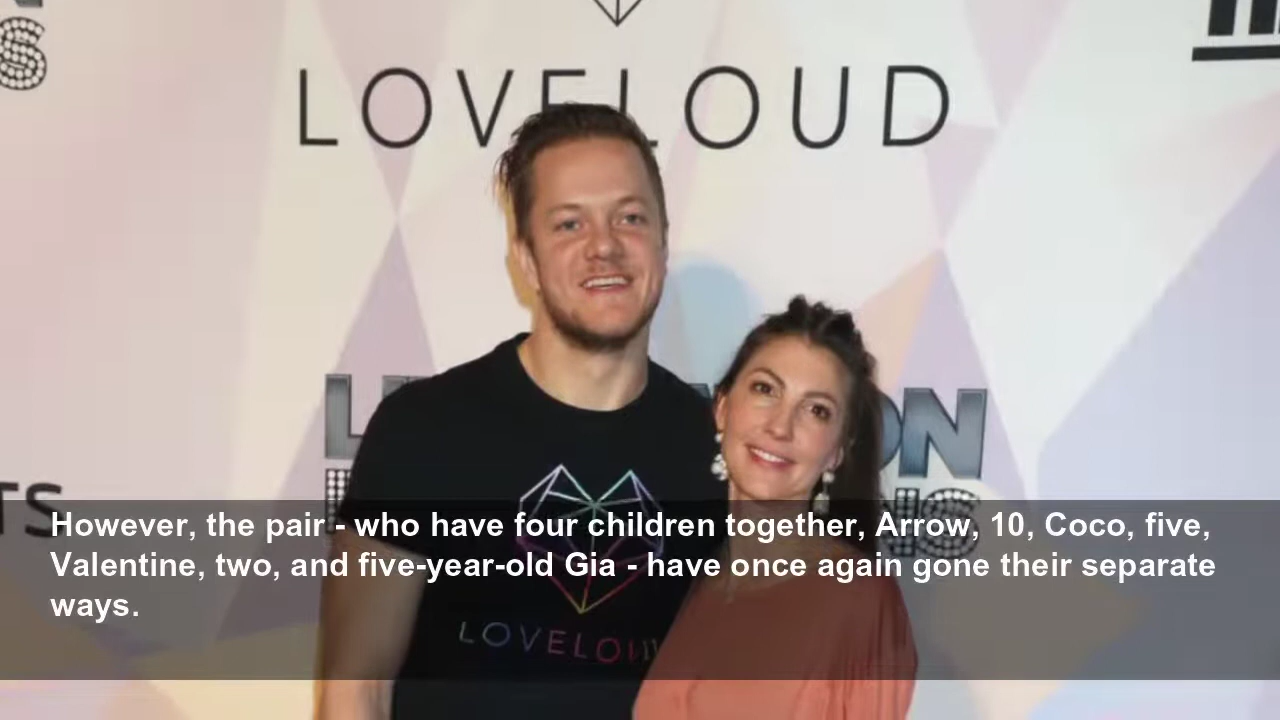 LOVELOUD
However, the pair - who have four children together, Arrow, 10, Coco, five,
Valentine, two, and five-year-old Gia - have once again gone their separate
ways.